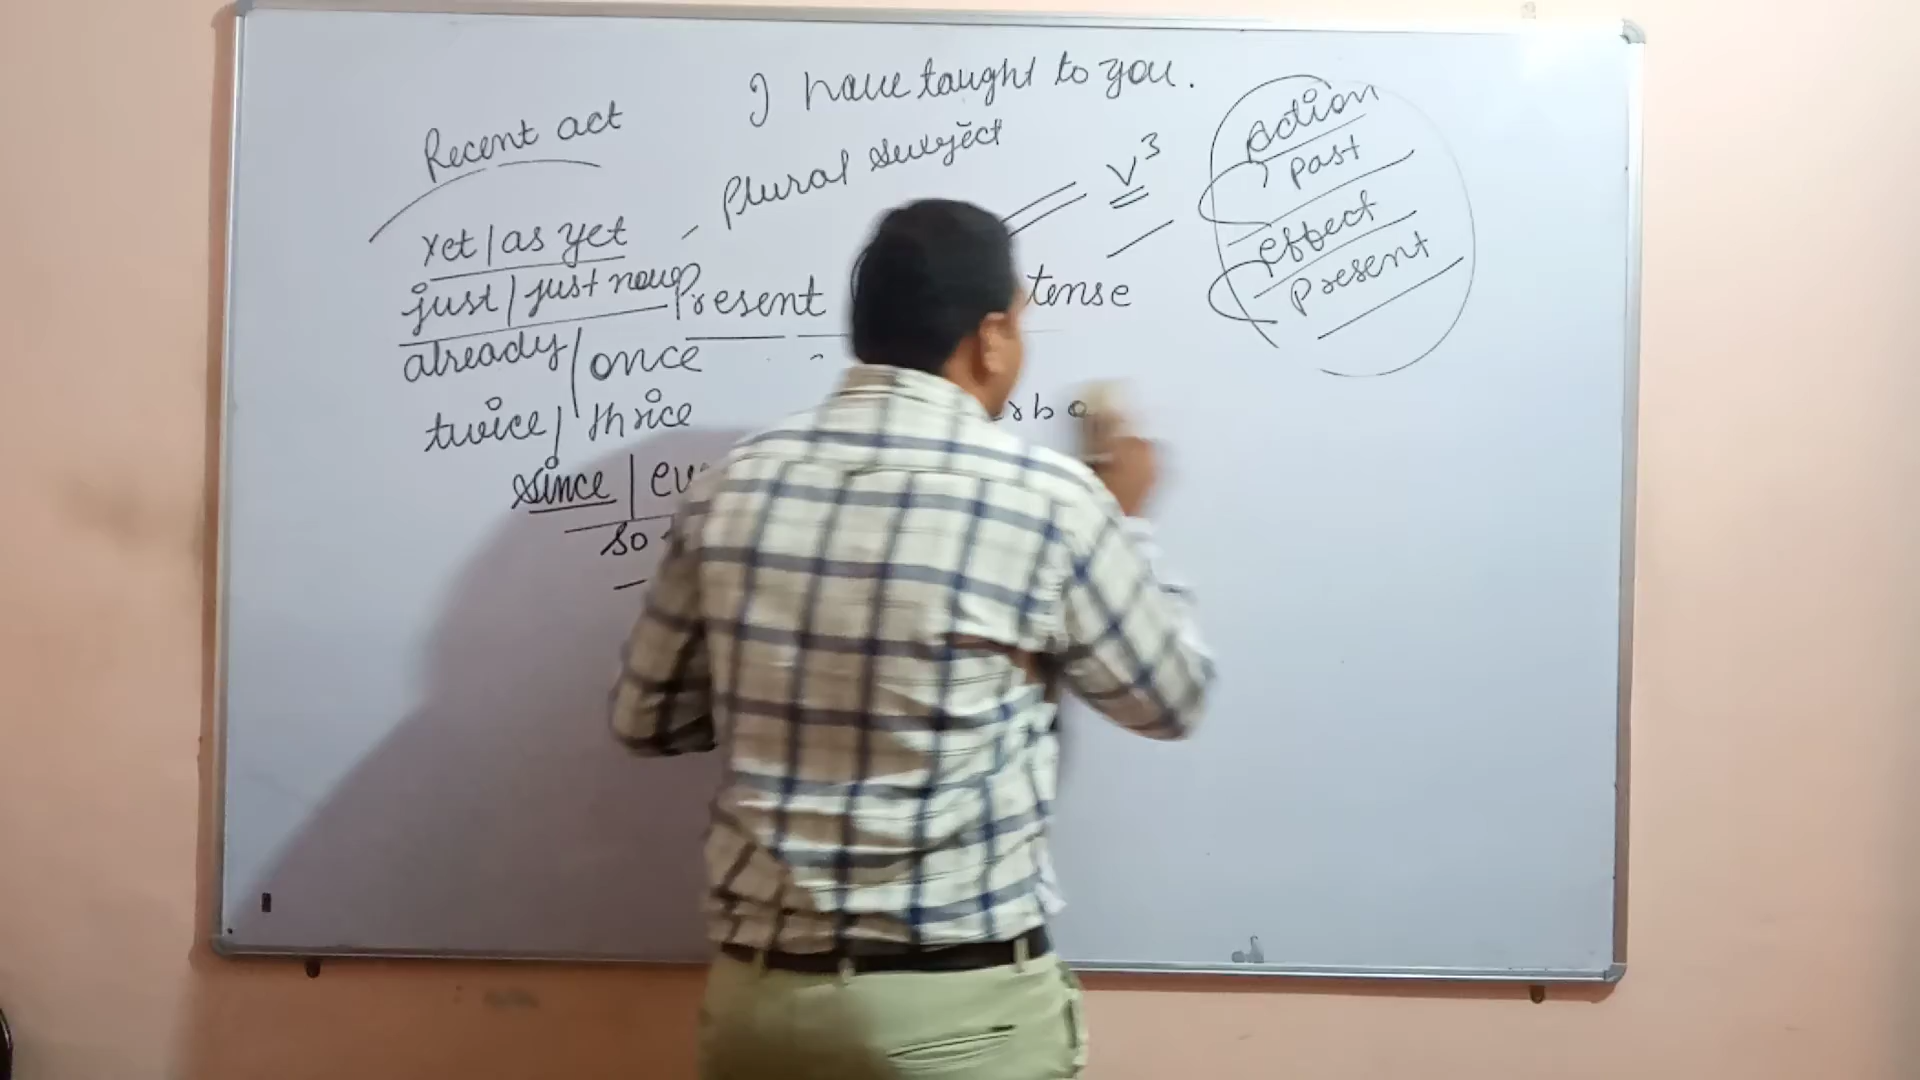 I have taught to you.
Recent act
Plural subject
V3
Action
Past
effect
Present
Yet/as yet
just/just now
Present tense
already/once
twice/thrice
since/
so